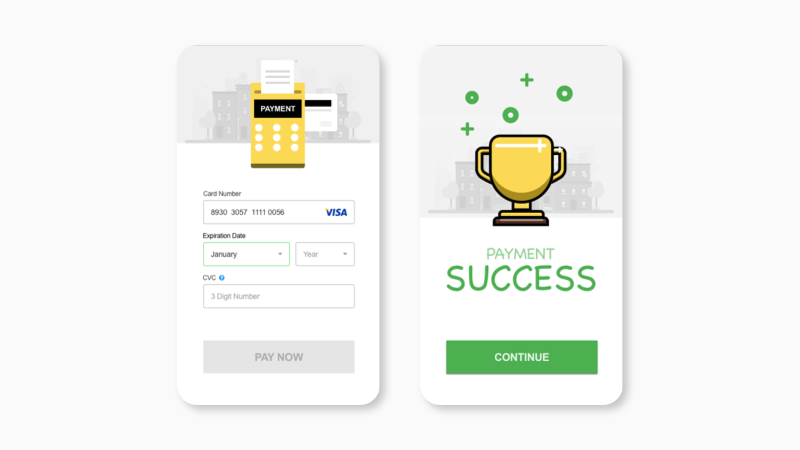 PAYMENT
Card Number
8930 3057 1111 0056 VISA
Expiration Date
January Year
CVC ?
3 Digit Number
PAY NOW
PAYMENT
SUCCESS
CONTINUE